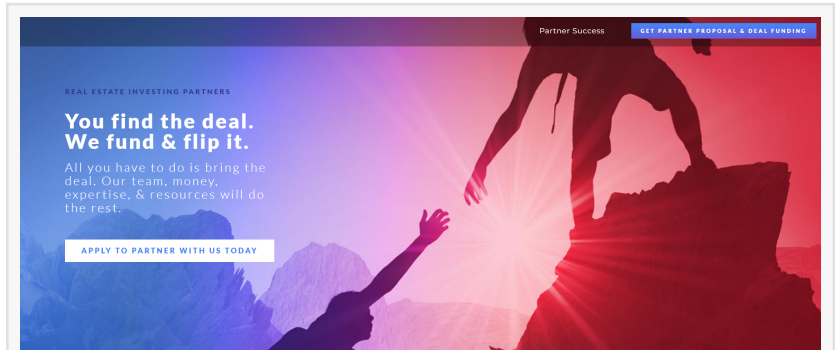 Partner Success
GET PARTNER PROPOSAL & DEAL FUNDING
REAL ESTATE INVESTING PARTNERS
You find the deal.
We fund & flip it.
All you have to do is bring the
deal. Our team, money,
expertise, & resources will do
the rest.
APPLY TO PARTNER WITH US TODAY